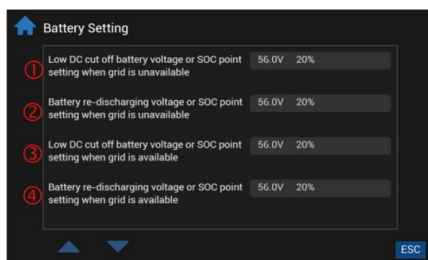 Battery Setting
① Low DC cut off battery voltage or SOC point 56.0V 20%
setting when grid is unavailable
② Battery re-discharging voltage or SOC point 56.0V 20%
setting when grid is unavailable
③ Low DC cut off battery voltage or SOC point 56.0V 20%
setting when grid is available
④ Battery re-discharging voltage or SOC point 56.0V 20%
setting when grid is available
ESC